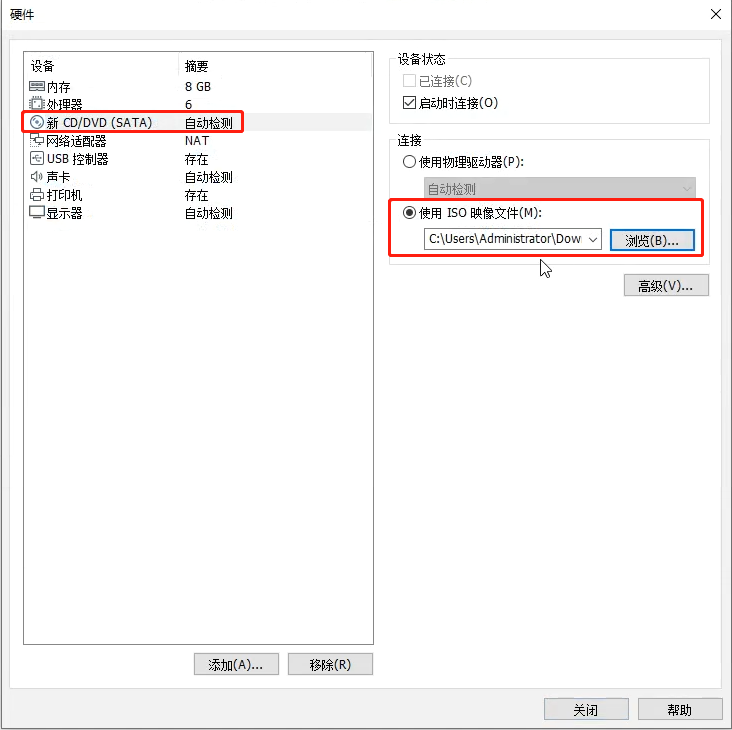 硬件
设备 摘要
内存 8 GB
处理器 6
新 CD/DVD (SATA) 自动检测
网络适配器 NAT
USB 控制器 存在
声卡 自动检测
打印机 存在
显示器 自动检测
添加(A)... 移除(R)
设备状态
已连接(C)
启动时连接(O)
连接
使用物理驱动器(P):
自动检测
使用 ISO 映像文件(M):
C:\Users\Administrator\Dow 浏览(B)...
高级(V)...
关闭 帮助